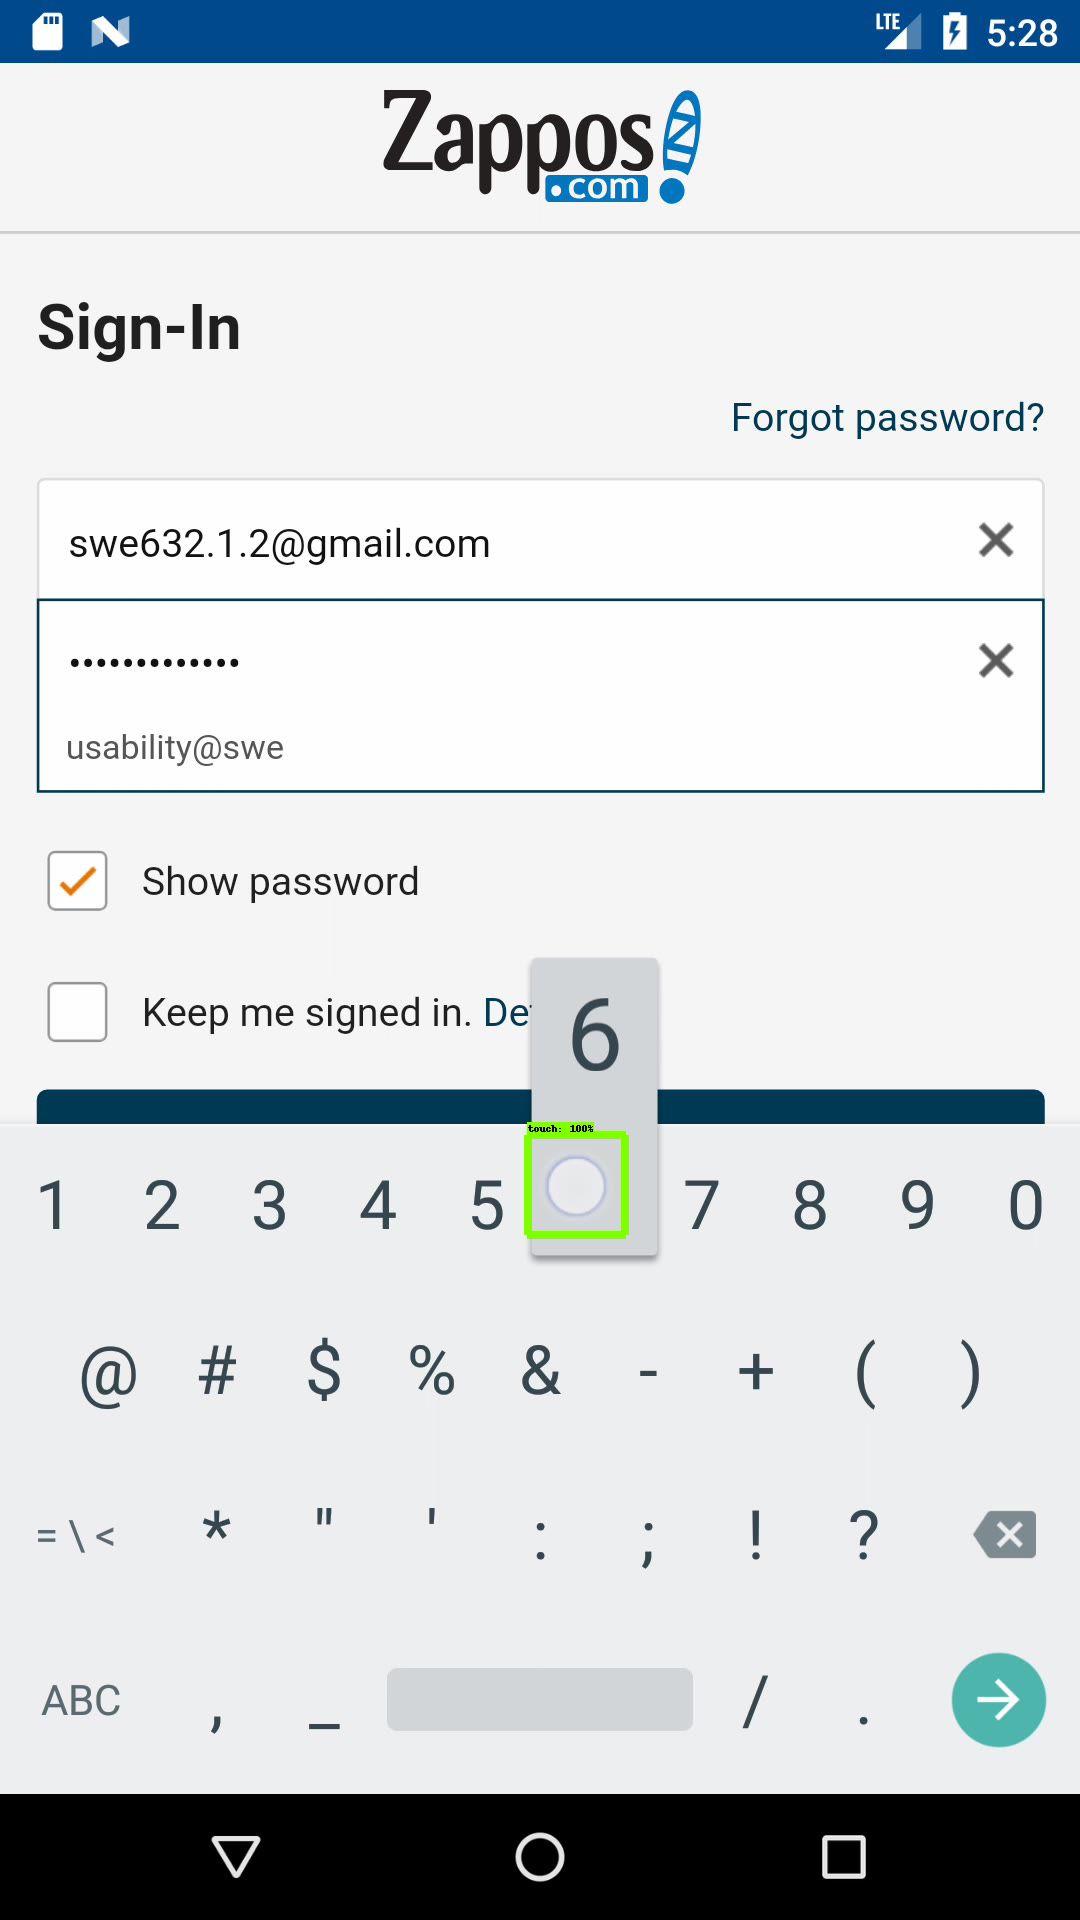 LTE 5:28
Zappos
.com
Sign-In
Forgot password?
swe632.1.2@gmail.com
•••••••••••••
usability@swe
Show password
Keep me signed in. De
6
touch: 100%
1 2 3 4 5 7 8 9 0
@ # $ % & - + ( )
= \ < * " ' : ; ! ?
ABC , _ / .